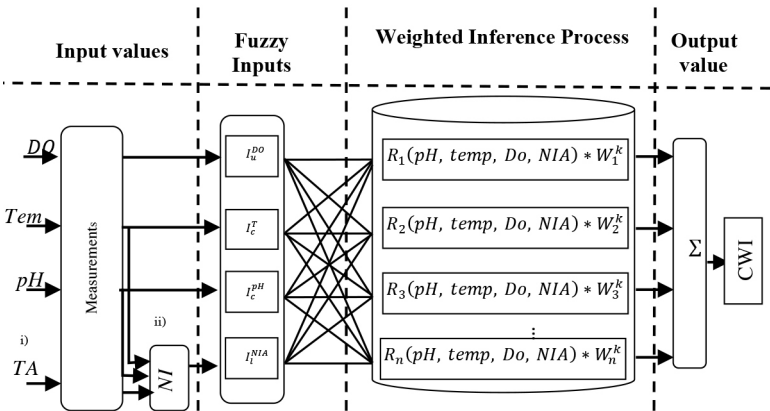 Input values
Fuzzy
Inputs
Weighted Inference Process
Output
value
DO
Tem
pH
i)
TA
Measurements
ii)
NI
I_u^{DO}
I_c^{T}
I_c^{pH}
I_l^{NIA}
R_1(pH, temp, Do, NIA) * W_1^k
R_2(pH, temp, Do, NIA) * W_2^k
R_3(pH, temp, Do, NIA) * W_3^k
...
R_n(pH, temp, Do, NIA) * W_n^k
Σ
CWI